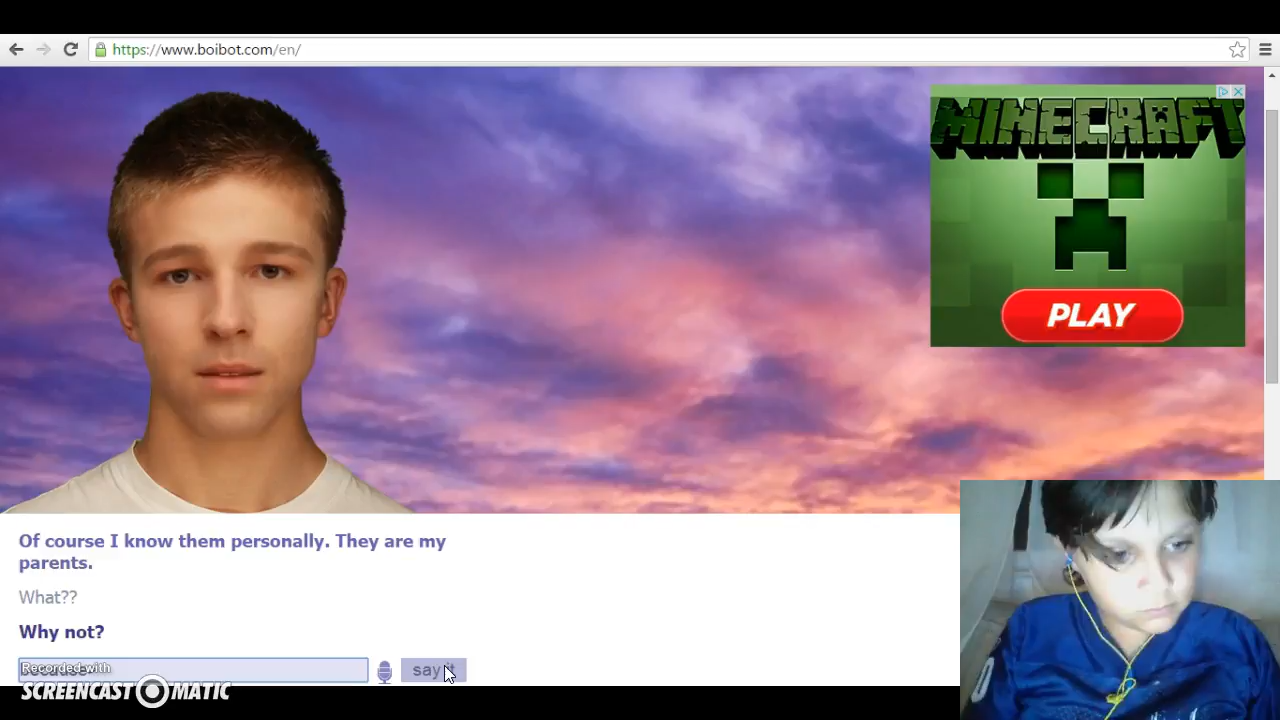 https://www.boibot.com/en/
MINECRAFT
PLAY
Of course I know them personally. They are my
parents.
What??
Why not?
because
say it
Recorded with
SCREENCAST MATIC